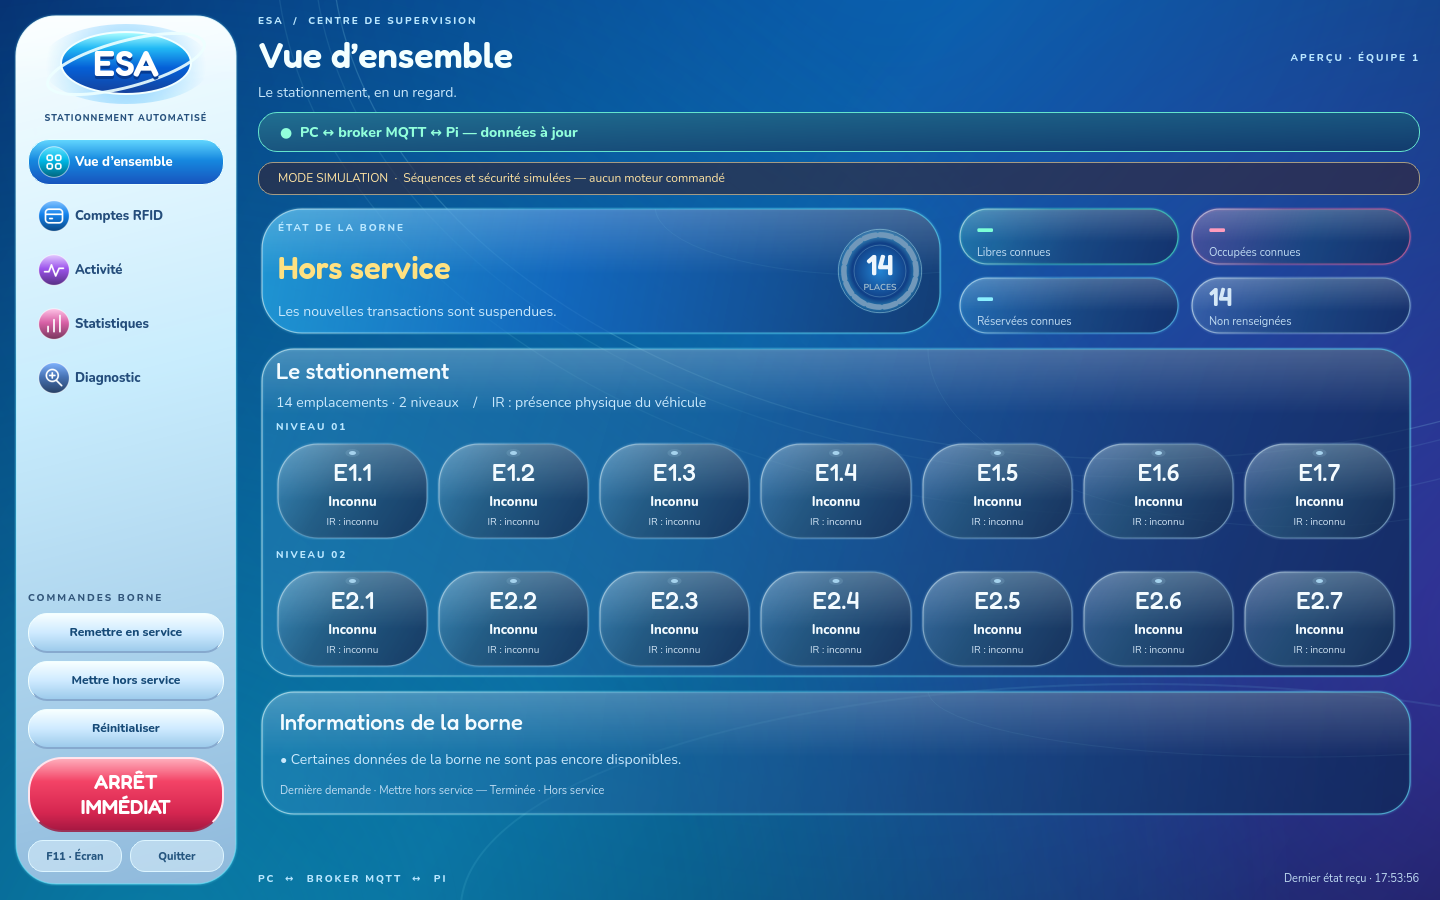 ESA
STATIONNEMENT AUTOMATISÉ
Vue d’ensemble
Comptes RFID
Activité
Statistiques
Diagnostic
COMMANDES BORNE
Remettre en service
Mettre hors service
Réinitialiser
ARRÊT
IMMÉDIAT
F11 · Écran
Quitter
ESA / CENTRE DE SUPERVISION
Vue d’ensemble
Le stationnement, en un regard.
APERÇU · ÉQUIPE 1
PC ↔ broker MQTT ↔ Pi — données à jour
MODE SIMULATION · Séquences et sécurité simulées — aucun moteur commandé
ÉTAT DE LA BORNE
Hors service
Les nouvelles transactions sont suspendues.
14
PLACES
—
Libres connues
—
Occupées connues
—
Réservées connues
14
Non renseignées
Le stationnement
14 emplacements · 2 niveaux / IR : présence physique du véhicule
NIVEAU 01
E1.1 E1.2 E1.3 E1.4 E1.5 E1.6 E1.7
Inconnu Inconnu Inconnu Inconnu Inconnu Inconnu Inconnu
IR : inconnu IR : inconnu IR : inconnu IR : inconnu IR : inconnu IR : inconnu IR : inconnu
NIVEAU 02
E2.1 E2.2 E2.3 E2.4 E2.5 E2.6 E2.7
Inconnu Inconnu Inconnu Inconnu Inconnu Inconnu Inconnu
IR : inconnu IR : inconnu IR : inconnu IR : inconnu IR : inconnu IR : inconnu IR : inconnu
Informations de la borne
• Certaines données de la borne ne sont pas encore disponibles.
Dernière demande · Mettre hors service — Terminée · Hors service
PC ↔ BROKER MQTT ↔ PI
Dernier état reçu · 17:53:56